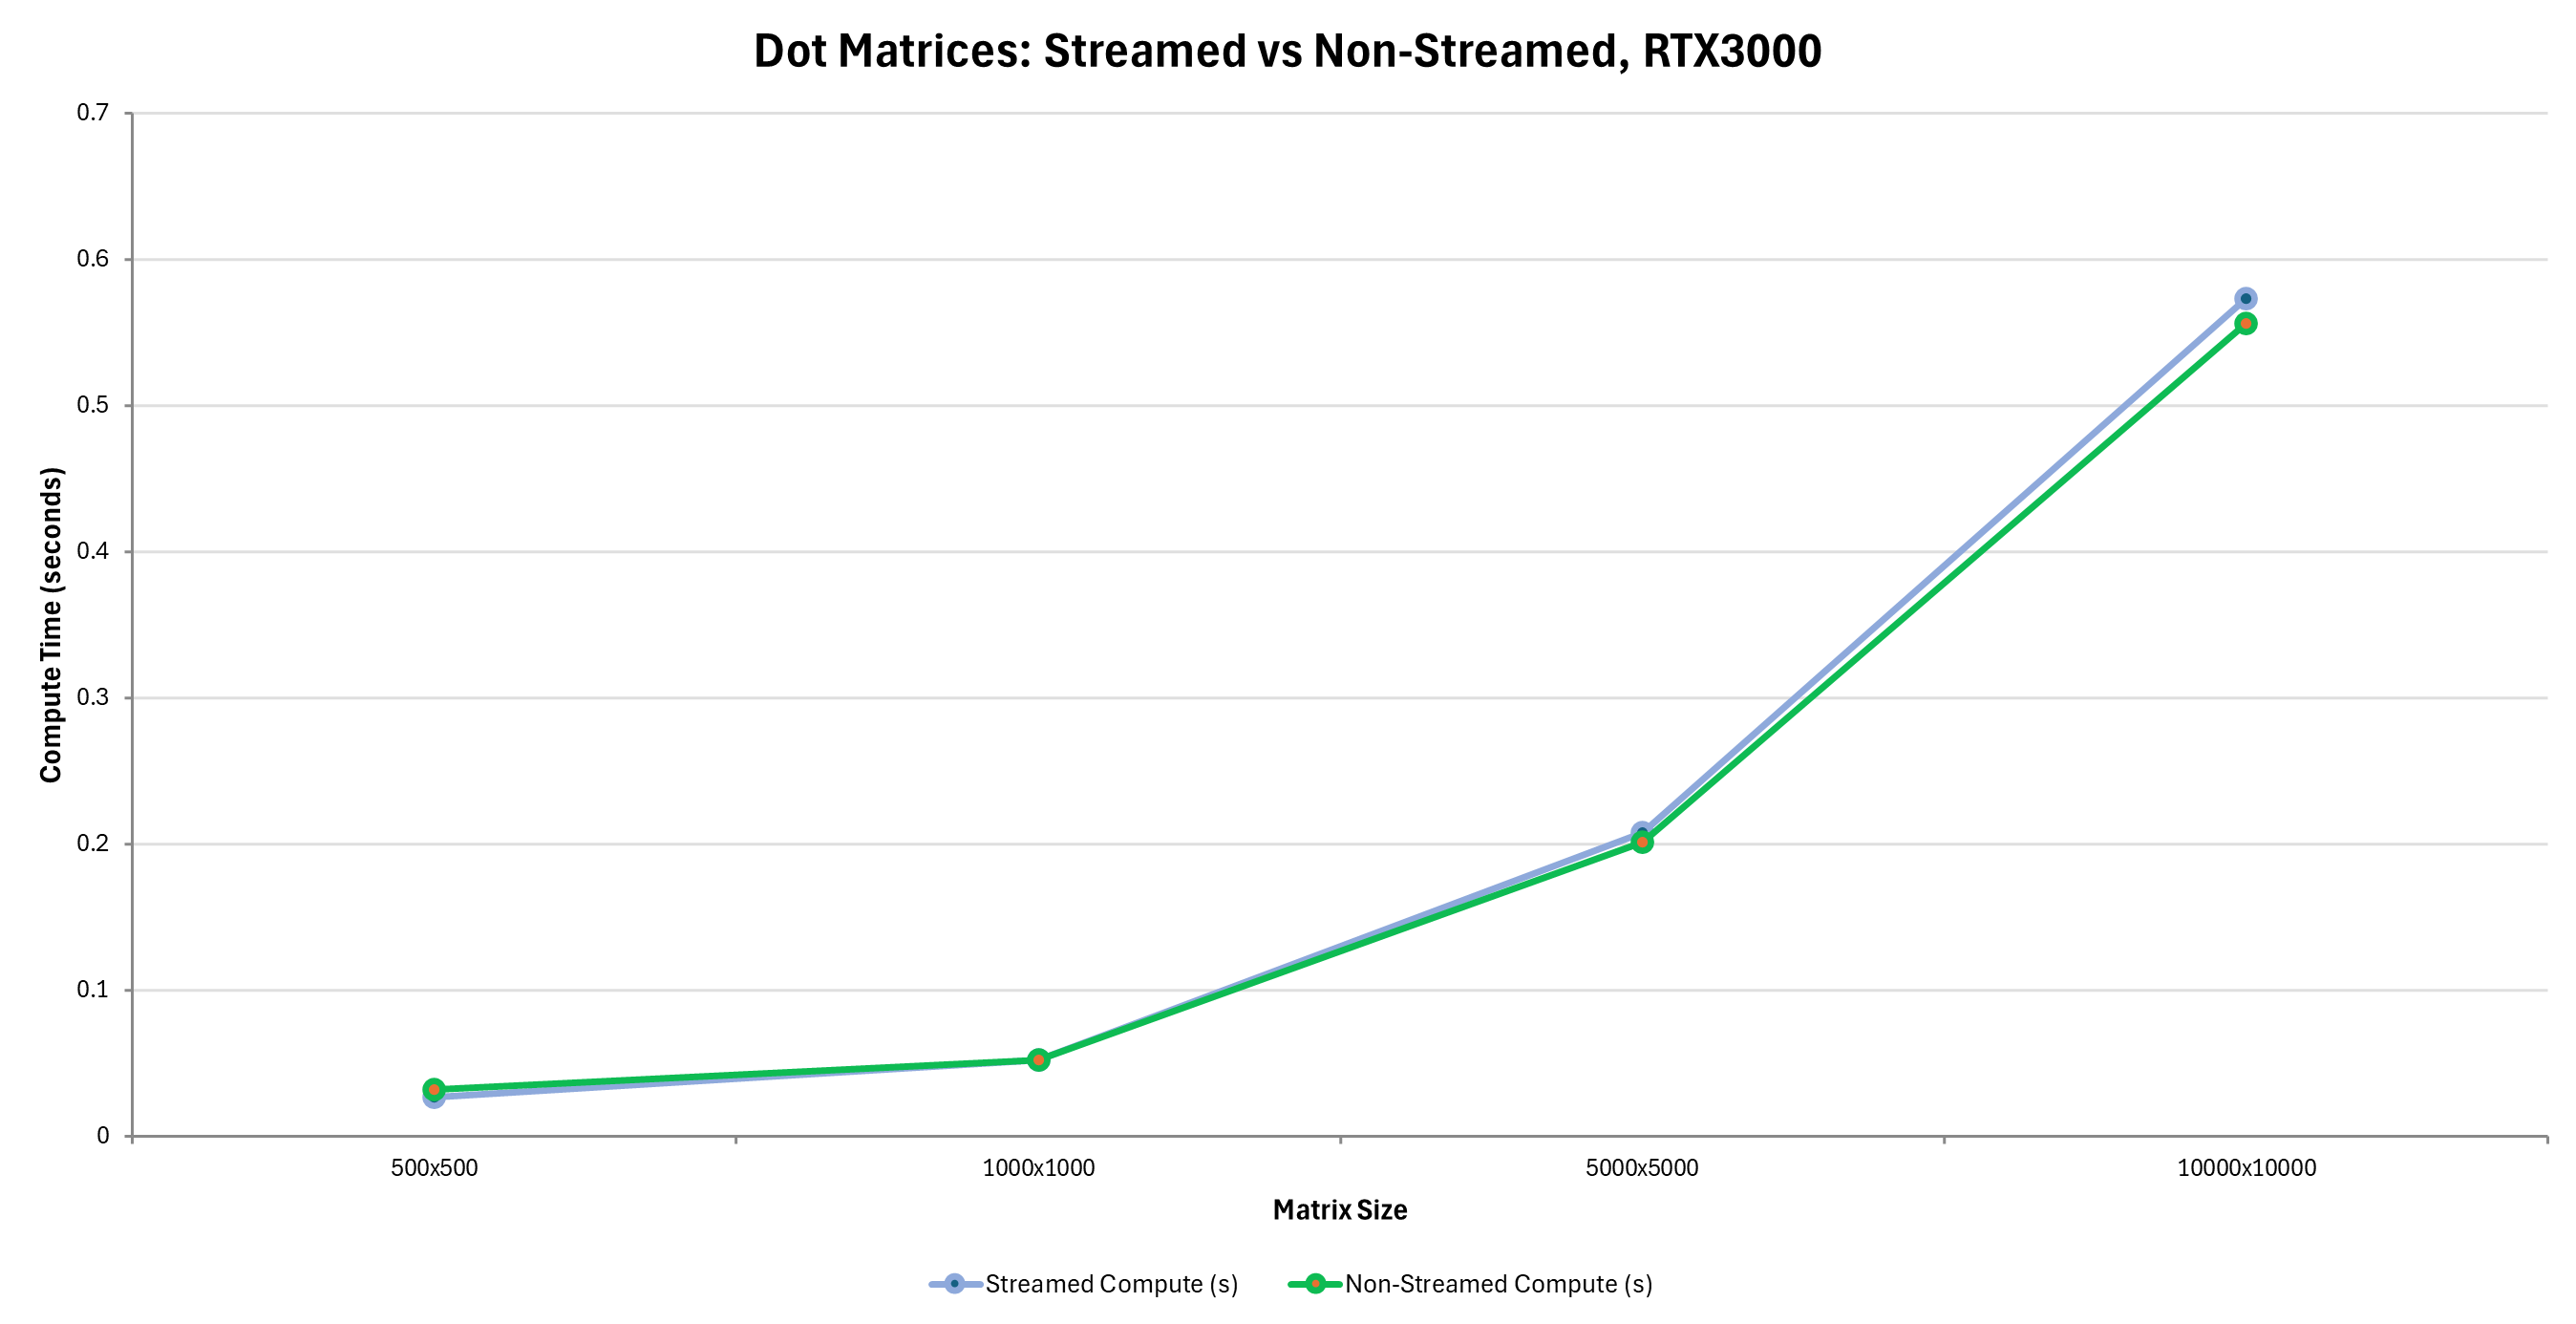 Dot Matrices: Streamed vs Non-Streamed, RTX3000
0.7
0.6
0.5
0.4
0.3
0.2
0.1
0
Compute Time (seconds)
500x500 1000x1000 5000x5000 10000x10000
Matrix Size
Streamed Compute (s) Non-Streamed Compute (s)